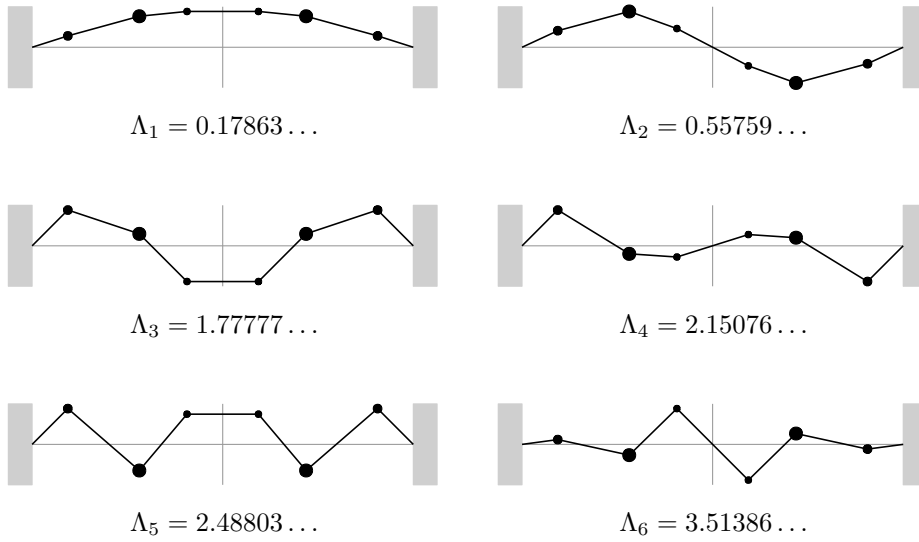 Λ₁ = 0.17863 . . .
Λ₂ = 0.55759 . . .
Λ₃ = 1.77777 . . .
Λ₄ = 2.15076 . . .
Λ₅ = 2.48803 . . .
Λ₆ = 3.51386 . . .